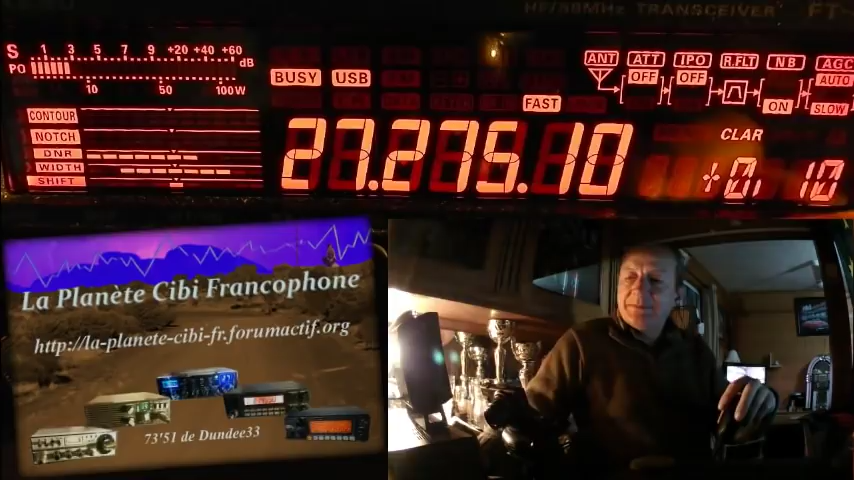 HF/50MHz TRANSCEIVER FT-
S 1 3 5 7 9 +20 +40 +60 dB
PO 10 50 100W
BUSY USB
FAST
ANT ATT IPO R.FLT NB AGC
OFF OFF ON AUTO
SLOW
CONTOUR
NOTCH
DNR
WIDTH
SHIFT
27.275.10
CLAR
+0, 10
La Planète Cibi Francophone
http://la-planete-cibi-fr.forumactif.org
73'51 de Dundee33